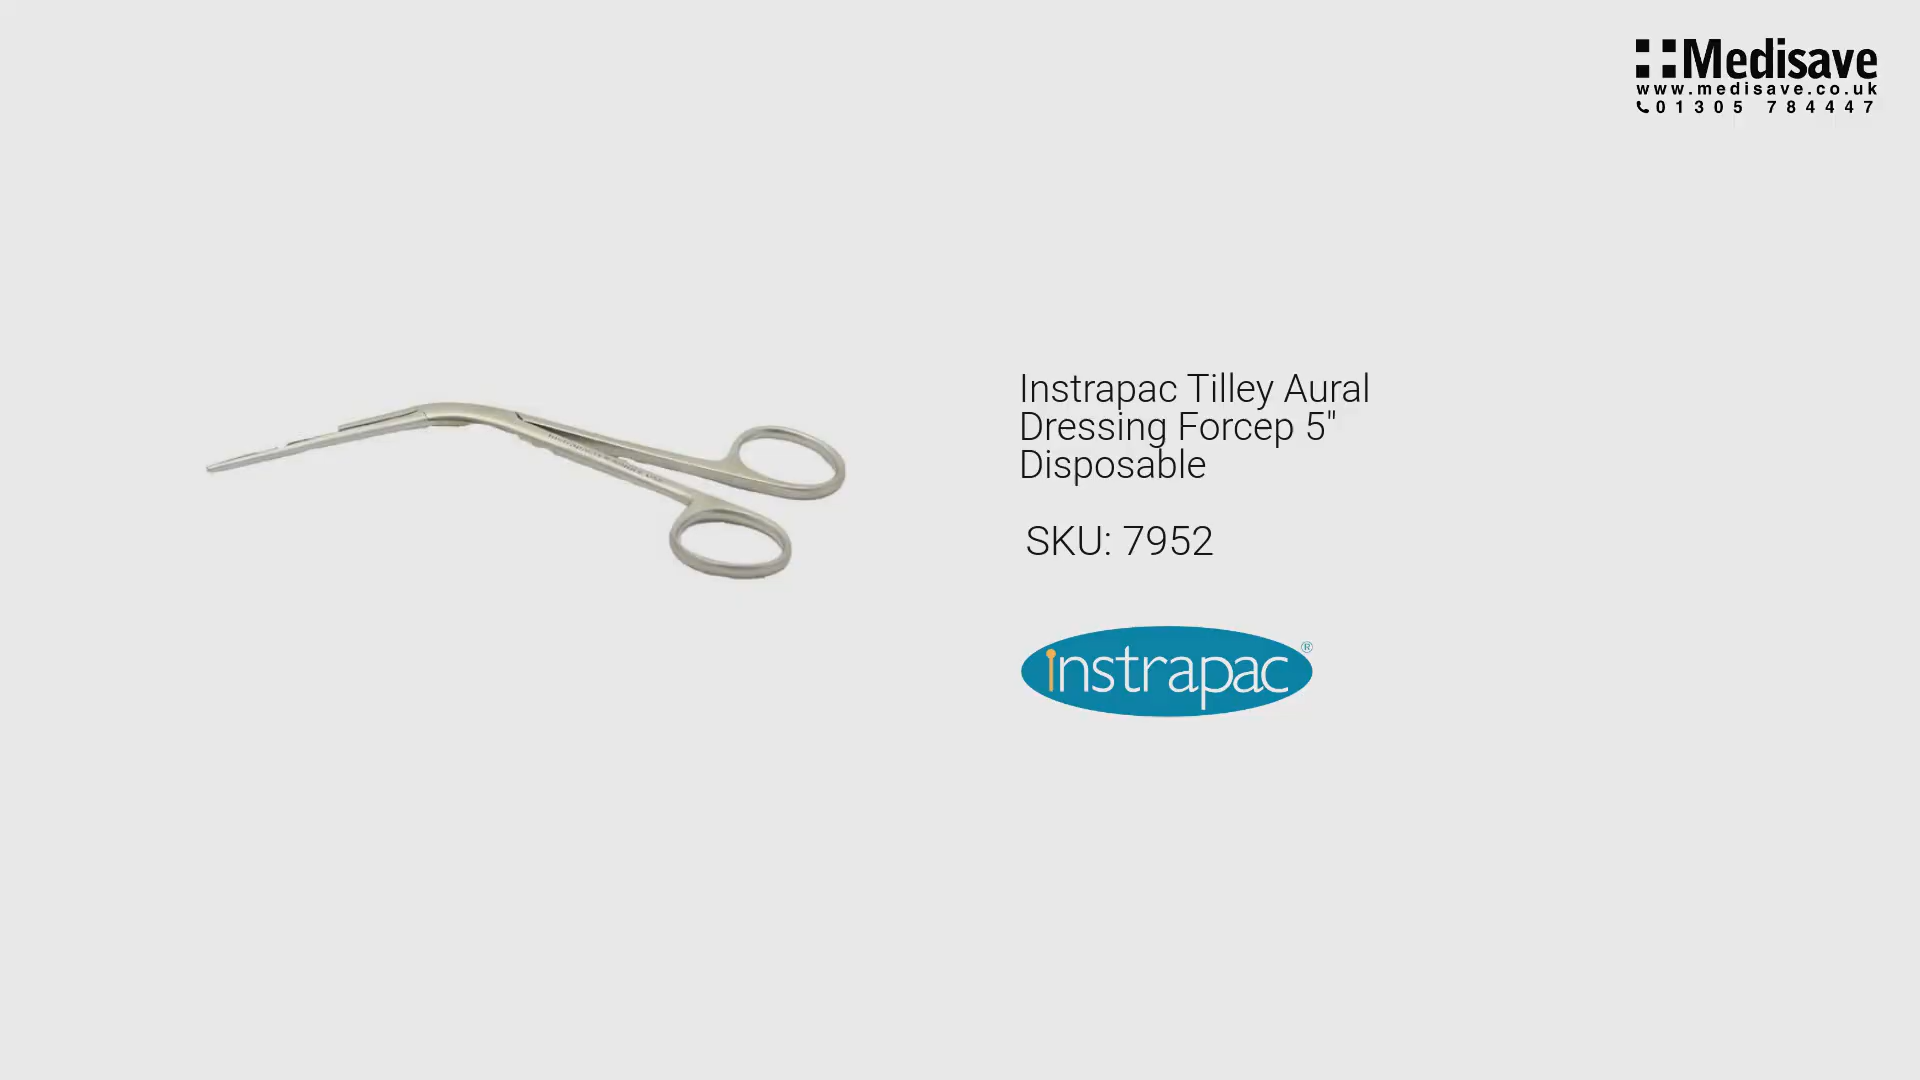 Medisave
www.medisave.co.uk
01305 784447
Instrapac Tilley Aural
Dressing Forcep 5"
Disposable
SKU: 7952
instrapac®